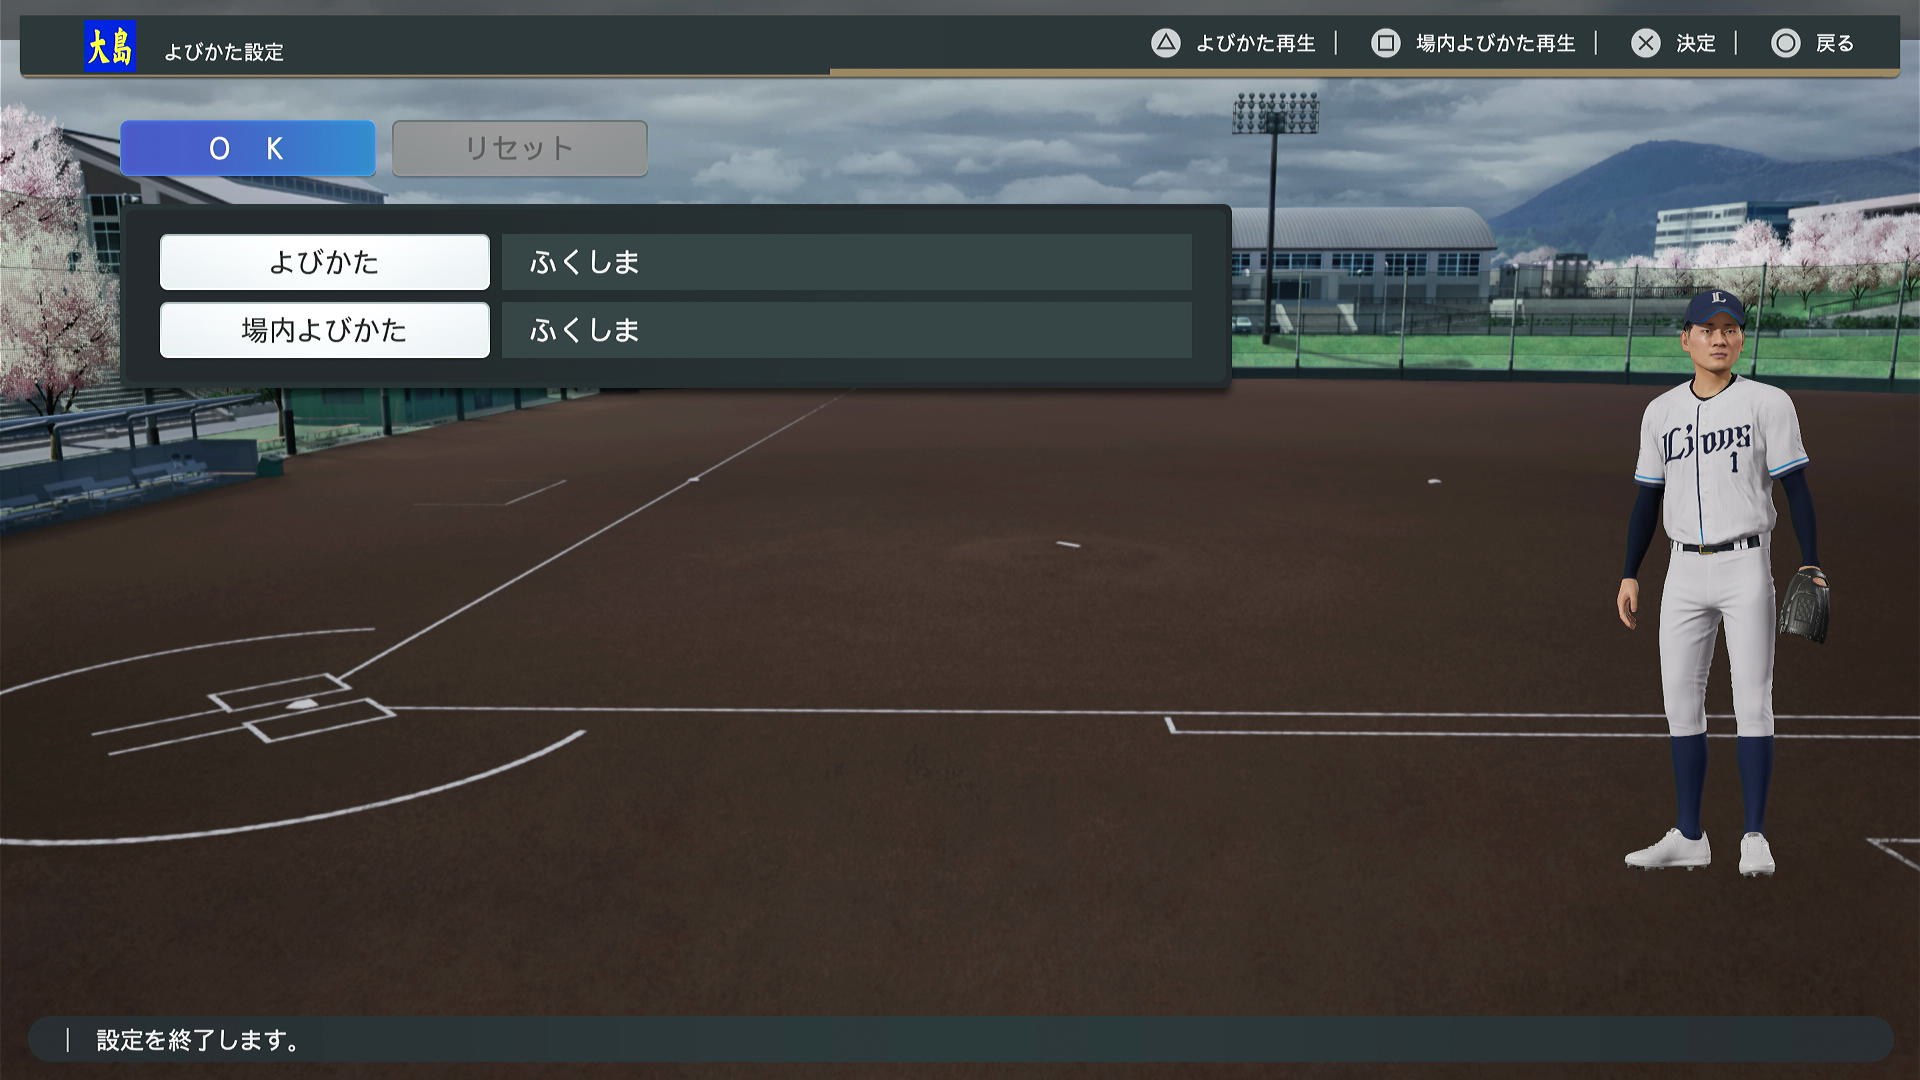 大島 よびかた設定 よびかた再生 | 場内よびかた再生 | 決定 | 戻る
OK リセット
よびかた ふくしま
場内よびかた ふくしま
L
Lions
1
設定を終了します。